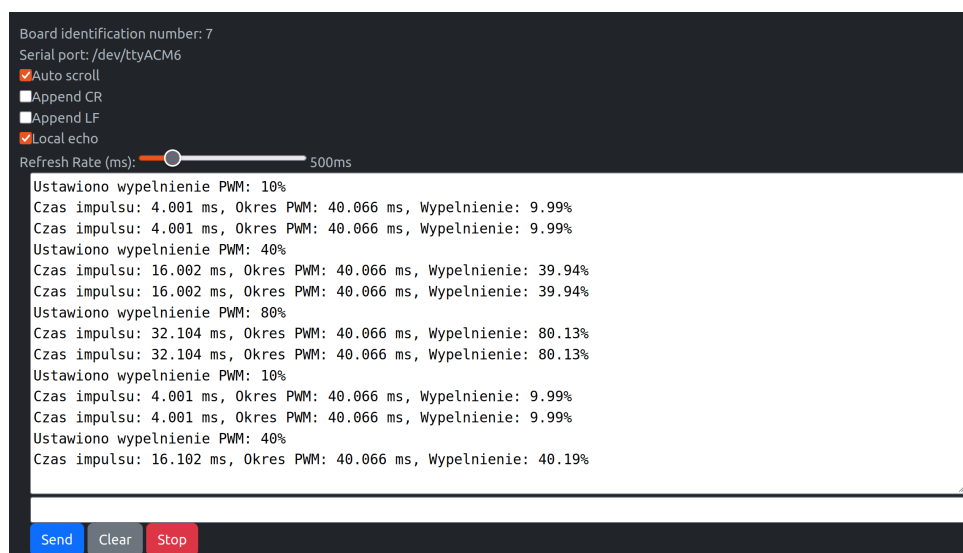 Board identification number: 7
Serial port: /dev/ttyACM6
Auto scroll
Append CR
Append LF
Local echo
Refresh Rate (ms): 500ms
Ustawiono wypelnienie PWM: 10%
Czas impulsu: 4.001 ms, Okres PWM: 40.066 ms, Wypelnienie: 9.99%
Czas impulsu: 4.001 ms, Okres PWM: 40.066 ms, Wypelnienie: 9.99%
Ustawiono wypelnienie PWM: 40%
Czas impulsu: 16.002 ms, Okres PWM: 40.066 ms, Wypelnienie: 39.94%
Czas impulsu: 16.002 ms, Okres PWM: 40.066 ms, Wypelnienie: 39.94%
Ustawiono wypelnienie PWM: 80%
Czas impulsu: 32.104 ms, Okres PWM: 40.066 ms, Wypelnienie: 80.13%
Czas impulsu: 32.104 ms, Okres PWM: 40.066 ms, Wypelnienie: 80.13%
Ustawiono wypelnienie PWM: 10%
Czas impulsu: 4.001 ms, Okres PWM: 40.066 ms, Wypelnienie: 9.99%
Czas impulsu: 4.001 ms, Okres PWM: 40.066 ms, Wypelnienie: 9.99%
Ustawiono wypelnienie PWM: 40%
Czas impulsu: 16.102 ms, Okres PWM: 40.066 ms, Wypelnienie: 40.19%
Send Clear Stop